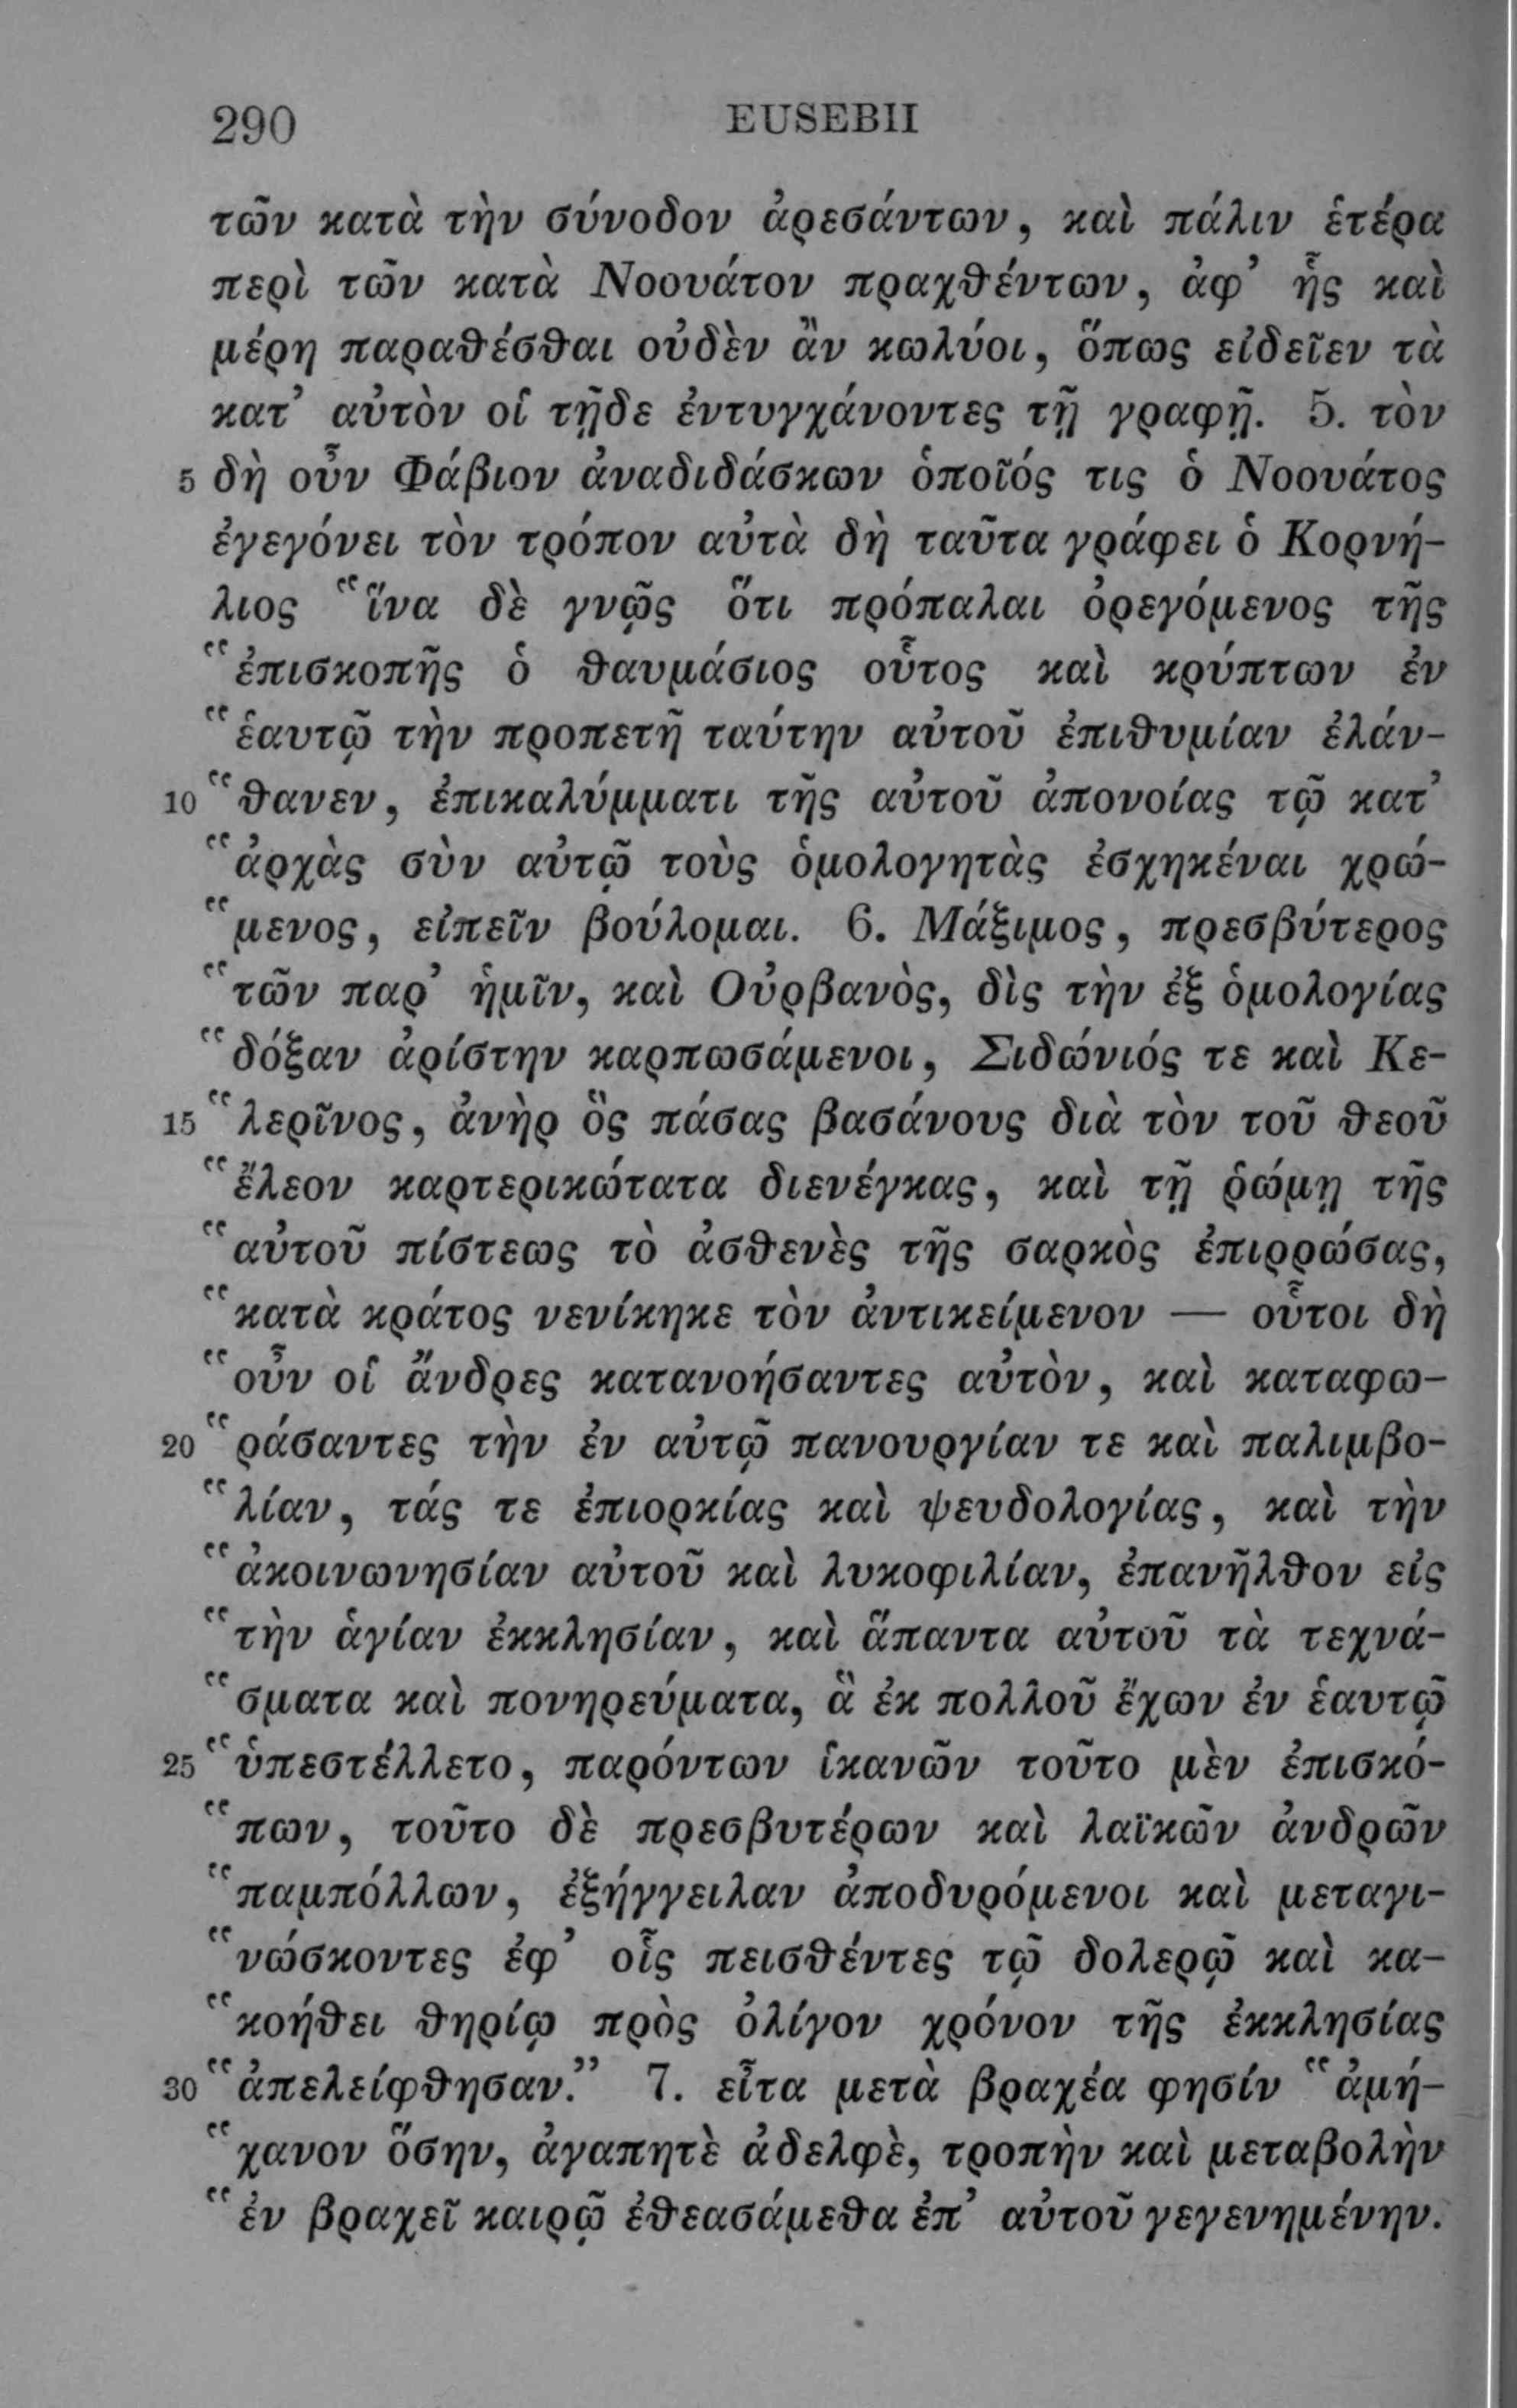 290 EUSEBII
τῶν κατὰ τὴν σύνοδον ἀρεσάντων, καὶ πάλιν ἑτέρα
περὶ τῶν κατὰ Νοουάτον πραχθέντων, ἀφ’ ἧς καὶ
μέρη παραθέσθαι οὐδὲν ἂν κωλύοι, ὅπως εἰδεῖεν τὰ
κατ’ αὐτὸν οἱ τῇδε ἐντυγχάνοντες τῇ γραφῇ. 5. τὸν
5 δὴ οὖν Φάβιον ἀναδιδάσκων ὁποῖός τις ὁ Νοουάτος
ἐγεγόνει τὸν τρόπον αὐτὰ δὴ ταῦτα γράφει ὁ Κορνή-
λιος “ἵνα δὲ γνῷς ὅτι πρόπαλαι ὀρεγόμενος τῆς
“ἐπισκοπῆς ὁ θαυμάσιος οὗτος καὶ κρύπτων ἐν
“ἑαυτῷ τὴν προπετῆ ταύτην αὐτοῦ ἐπιθυμίαν ἐλάν-
10 “θανεν, ἐπικαλύμματι τῆς αὐτοῦ ἀπονοίας τῷ κατ’
“ἀρχὰς σὺν αὐτῷ τοὺς ὁμολογητὰς ἐσχηκέναι χρώ-
“μενος, εἰπεῖν βούλομαι. 6. Μάξιμος, πρεσβύτερος
“τῶν παρ’ ἡμῖν, καὶ Οὐρβανὸς, δὶς τὴν ἐξ ὁμολογίας
“δόξαν ἀρίστην καρπωσάμενοι, Σιδώνιός τε καὶ Κε-
15 “λερῖνος, ἀνὴρ ὃς πάσας βασάνους διὰ τὸν τοῦ θεοῦ
“ἔλεον καρτερικώτατα διενέγκας, καὶ τῇ ῥώμῃ τῆς
“αὐτοῦ πίστεως τὸ ἀσθενὲς τῆς σαρκὸς ἐπιρρώσας,
“κατὰ κράτος νενίκηκε τὸν ἀντικείμενον — οὗτοι δὴ
“οὖν οἱ ἄνδρες κατανοήσαντες αὐτὸν, καὶ καταφω-
20 “ράσαντες τὴν ἐν αὐτῷ πανουργίαν τε καὶ παλιμβο-
“λίαν, τάς τε ἐπιορκίας καὶ ψευδολογίας, καὶ τὴν
“ἀκοινωνησίαν αὐτοῦ καὶ λυκοφιλίαν, ἐπανῆλθον εἰς
“τὴν ἁγίαν ἐκκλησίαν, καὶ ἅπαντα αὐτοῦ τὰ τεχνά-
“σματα καὶ πονηρεύματα, ἃ ἐκ πολλοῦ ἔχων ἐν ἑαυτῷ
25 “ὑπεστέλλετο, παρόντων ἱκανῶν τοῦτο μὲν ἐπισκό-
“πων, τοῦτο δὲ πρεσβυτέρων καὶ λαϊκῶν ἀνδρῶν
“παμπόλλων, ἐξήγγειλαν ἀποδυρόμενοι καὶ μεταγι-
“νώσκοντες ἐφ’ οἷς πεισθέντες τῷ δολερῷ καὶ κα-
“κοήθει θηρίῳ πρὸς ὀλίγον χρόνον τῆς ἐκκλησίας
30 “ἀπελείφθησαν.” 7. εἶτα μετὰ βραχέα φησίν “ἀμή-
“χανον ὅσην, ἀγαπητὲ ἀδελφὲ, τροπὴν καὶ μεταβολὴν
“ἐν βραχεῖ καιρῷ ἐθεασάμεθα ἐπ’ αὐτοῦ γεγενημένην.